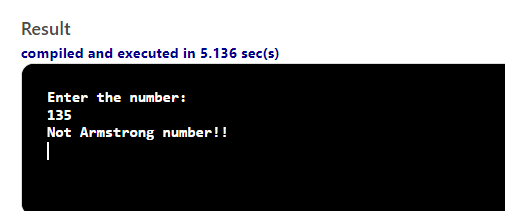 Result
compiled and executed in 5.136 sec(s)
Enter the number:
135
Not Armstrong number!!